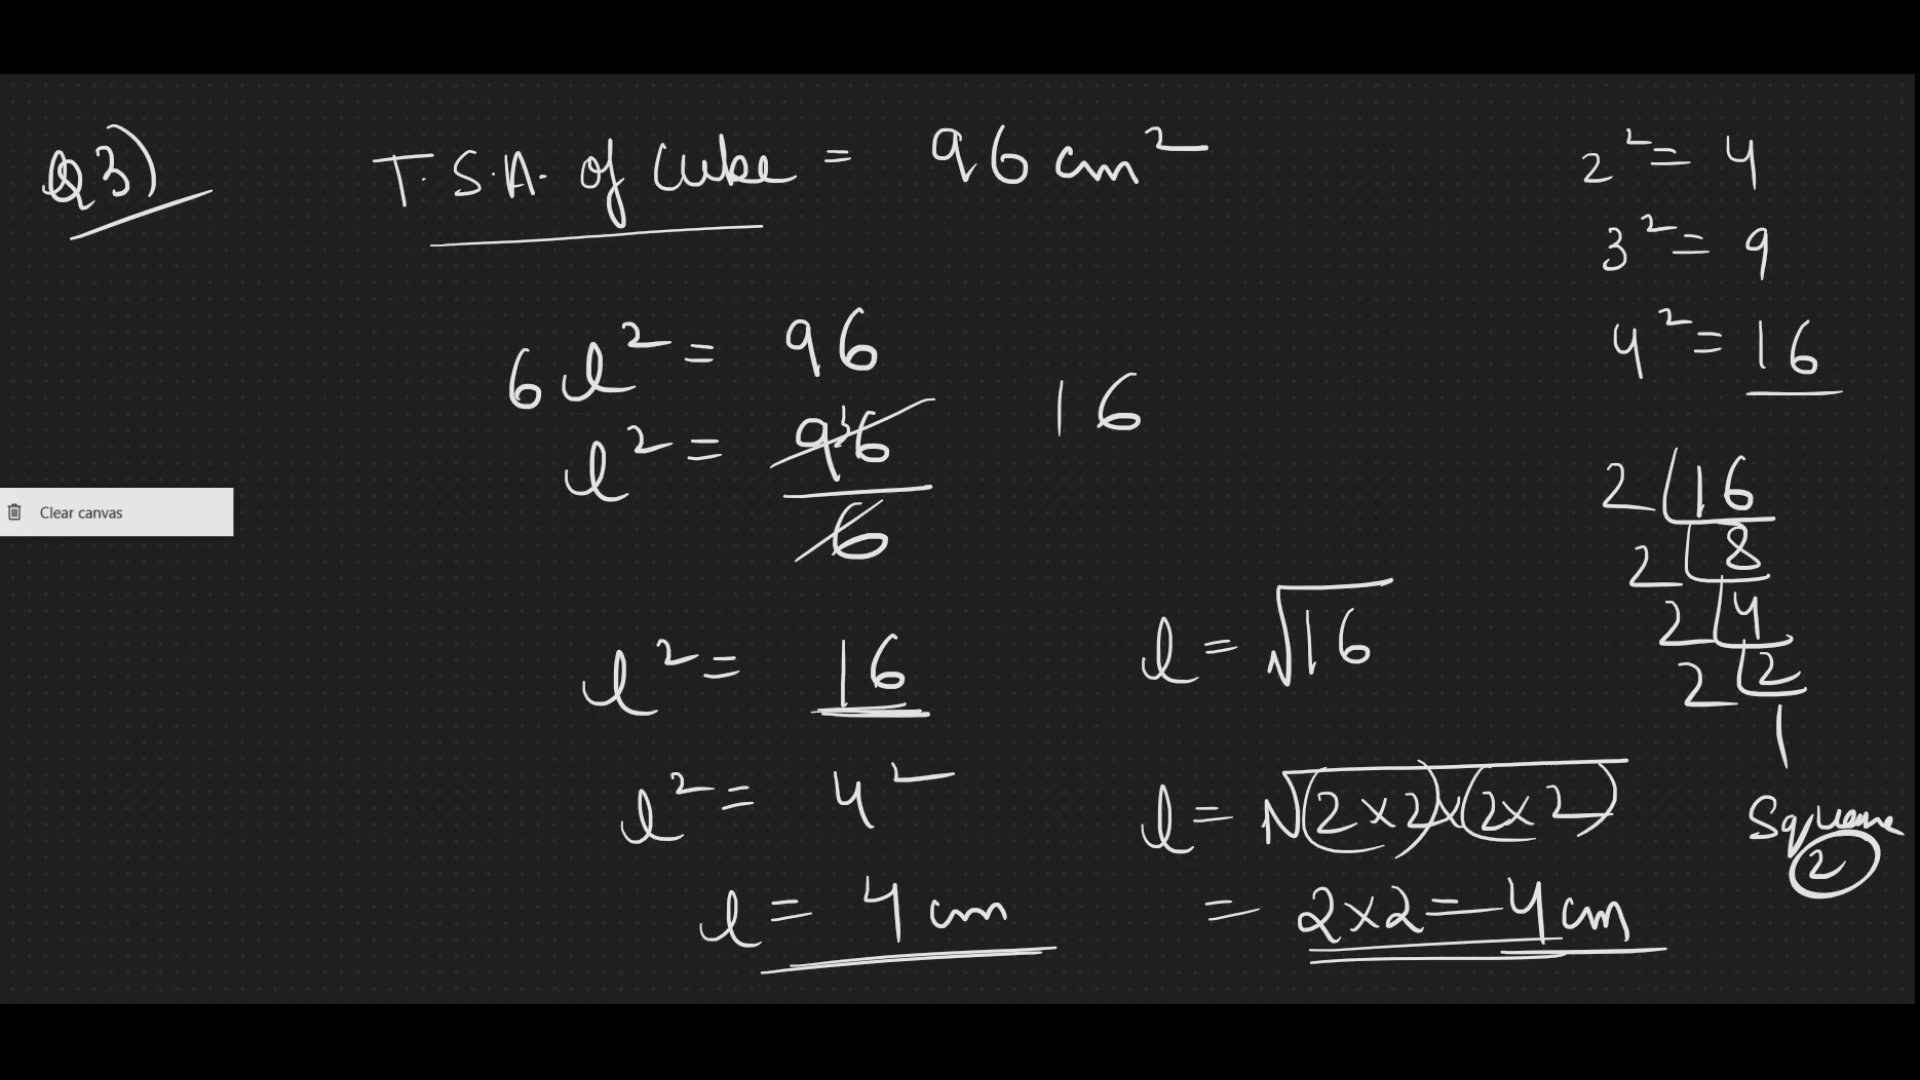 Q3)
T.S.A. of Cube = 96 cm²
6l² = 96
l² = 96/6
16
l² = 16
l² = 4²
l = 4 cm
l = √16
l = √(2×2)×(2×2)
= 2×2 = 4 cm
2² = 4
3² = 9
4² = 16
2 | 16
2 | 8
2 | 4
2 | 2
1
Square
2
Clear canvas